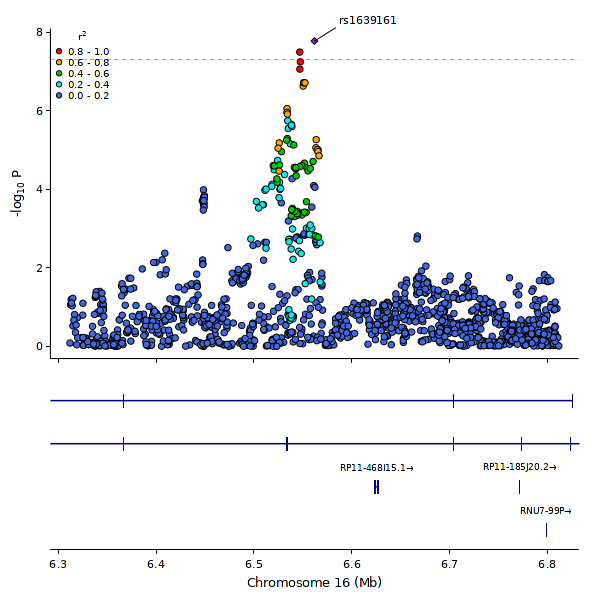 rs1639161
r²
0.8 - 1.0
0.6 - 0.8
0.4 - 0.6
0.2 - 0.4
0.0 - 0.2
8
6
4
2
0
-log10 P
RP11-468I15.1→
RP11-185J20.2→
RNU7-99P→
6.3 6.4 6.5 6.6 6.7 6.8
Chromosome 16 (Mb)